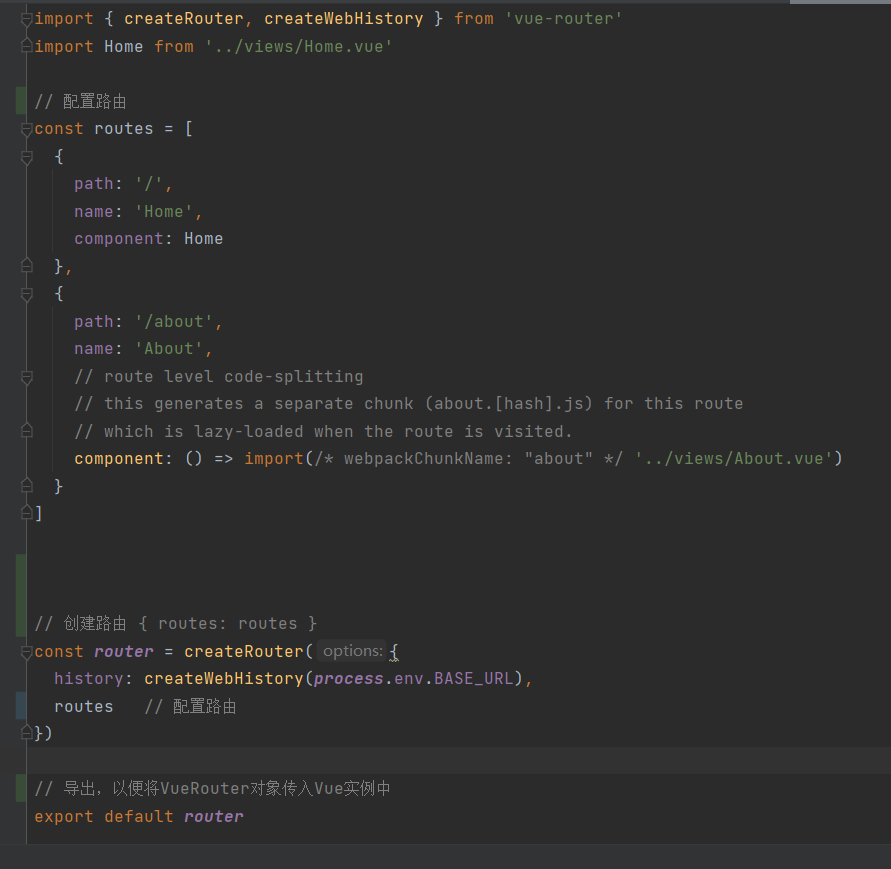 import { createRouter, createWebHistory } from 'vue-router'
import Home from '../views/Home.vue'
// 配置路由
const routes = [
{
path: '/',
name: 'Home',
component: Home
},
{
path: '/about',
name: 'About',
// route level code-splitting
// this generates a separate chunk (about.[hash].js) for this route
// which is lazy-loaded when the route is visited.
component: () => import(/* webpackChunkName: "about" */ '../views/About.vue')
}
]
// 创建路由 { routes: routes }
const router = createRouter( options: {
history: createWebHistory(process.env.BASE_URL),
routes   // 配置路由
})
// 导出，以便将VueRouter对象传入Vue实例中
export default router